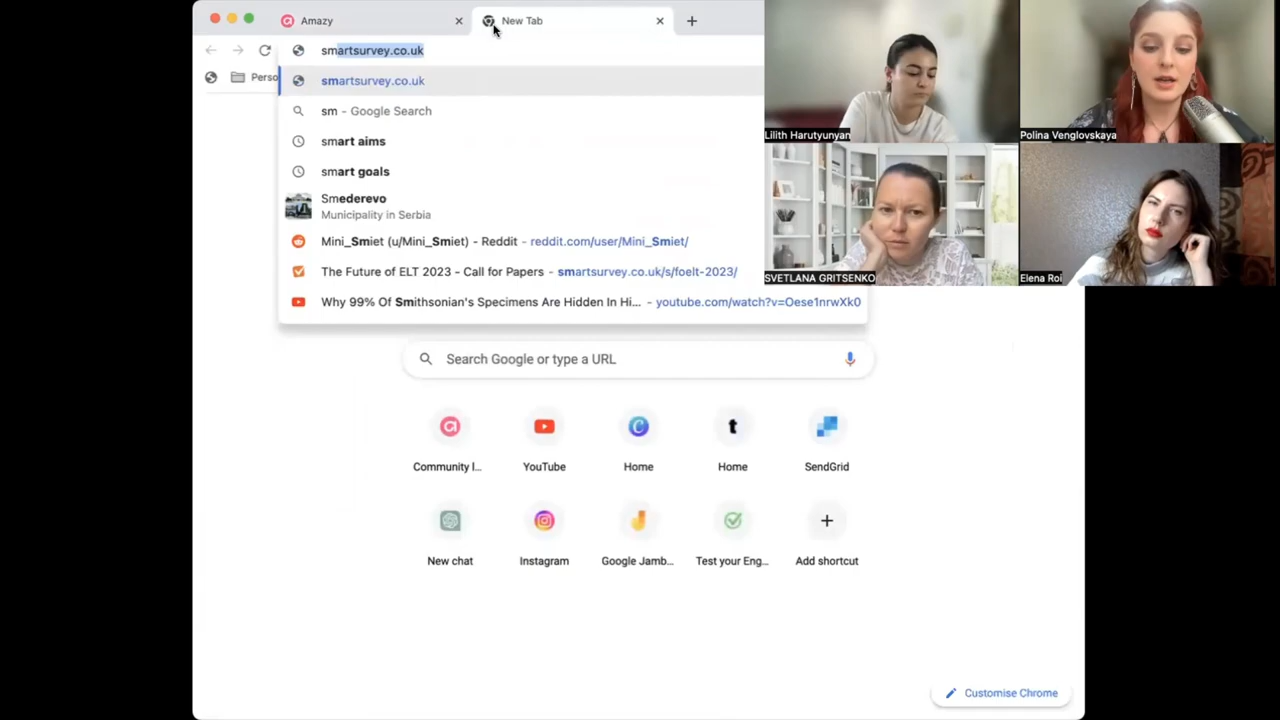 Amazy
New Tab
smartsurvey.co.uk
Perso
smartsurvey.co.uk
sm - Google Search
smart aims
smart goals
Smederevo
Municipality in Serbia
Mini_Smiet (u/Mini_Smiet) - Reddit - reddit.com/user/Mini_Smiet/
The Future of ELT 2023 - Call for Papers - smartsurvey.co.uk/s/foelt-2023/
Why 99% Of Smithsonian's Specimens Are Hidden In Hi... - youtube.com/watch?v=Oese1nrwXk0
Lilith Harutyunyan
Polina Venglovskaya
SVETLANA GRITSENKO
Elena Roi
Search Google or type a URL
Community I...
YouTube
Home
Home
SendGrid
New chat
Instagram
Google Jamb...
Test your Eng...
Add shortcut
Customise Chrome